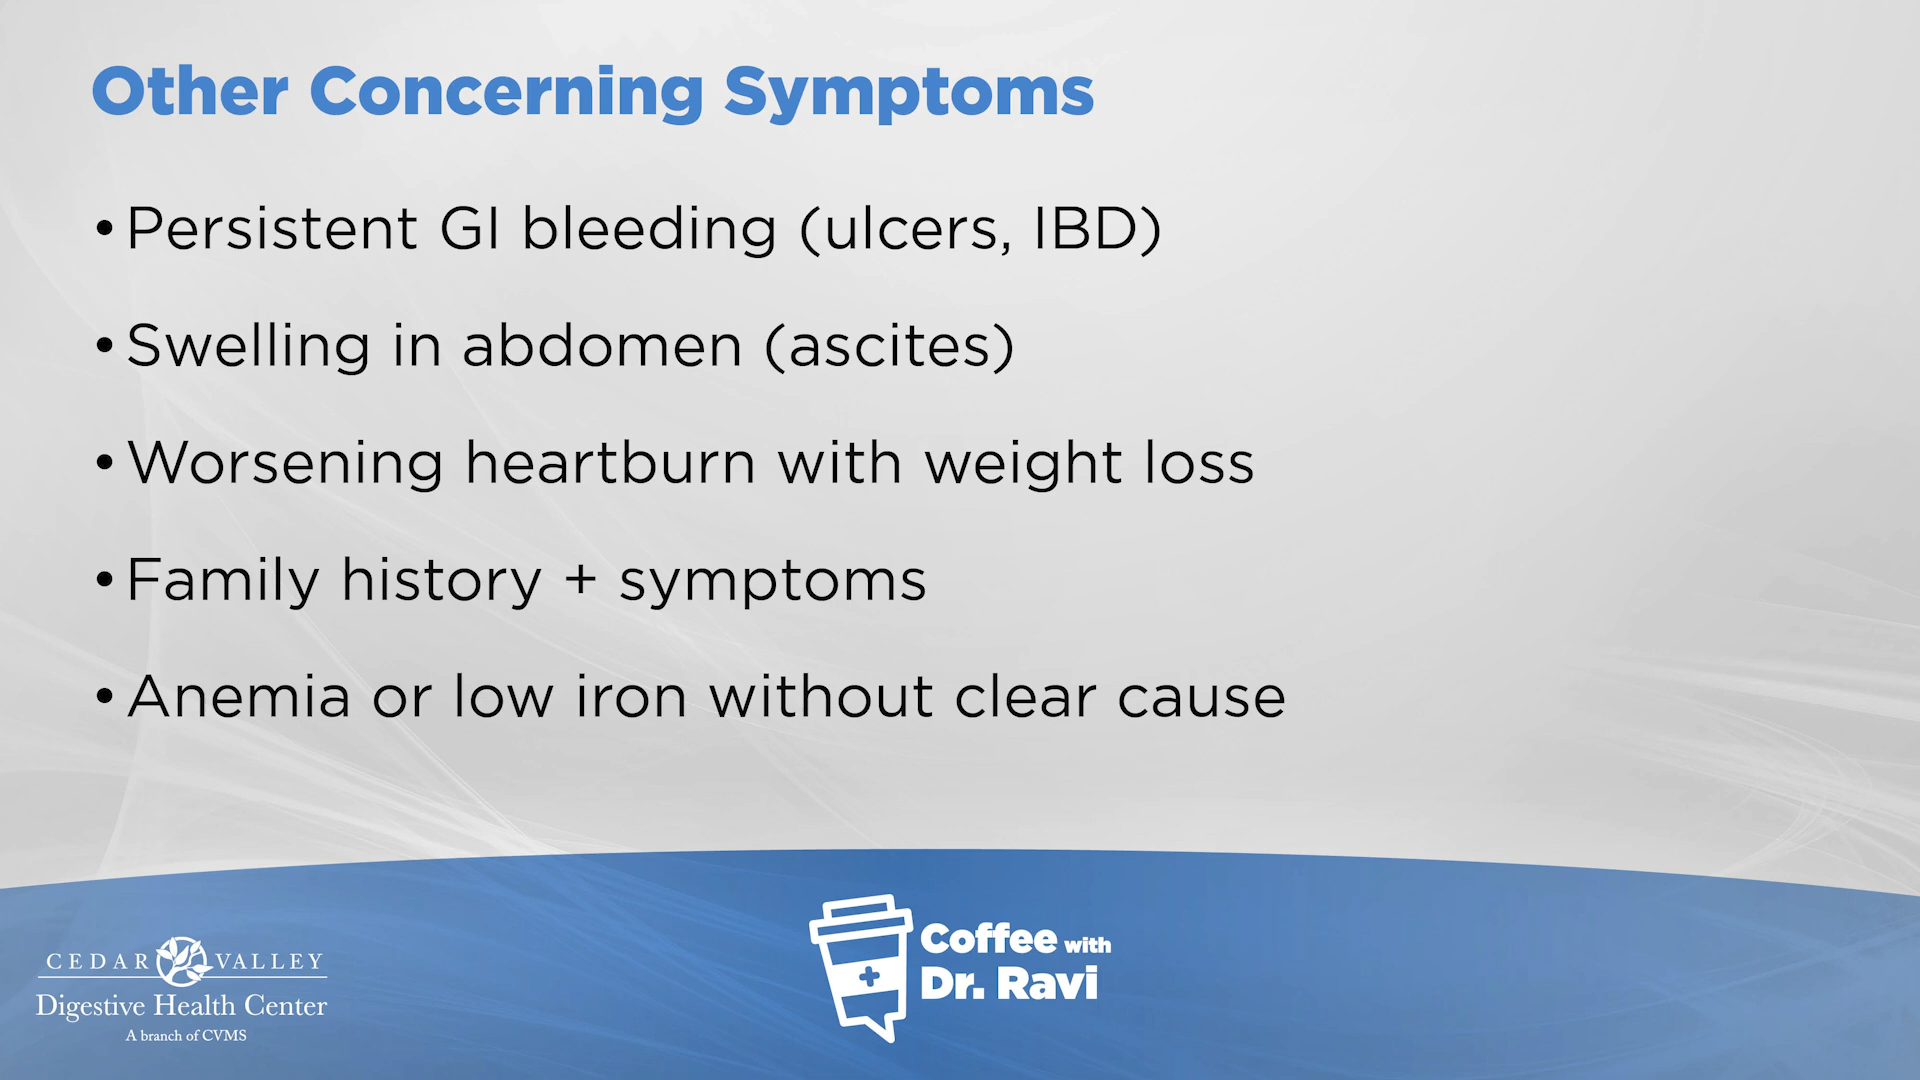 Other Concerning Symptoms
• Persistent GI bleeding (ulcers, IBD)
• Swelling in abdomen (ascites)
• Worsening heartburn with weight loss
• Family history + symptoms
• Anemia or low iron without clear cause
CEDAR VALLEY
Digestive Health Center
A branch of CVMS
Coffee with
Dr. Ravi